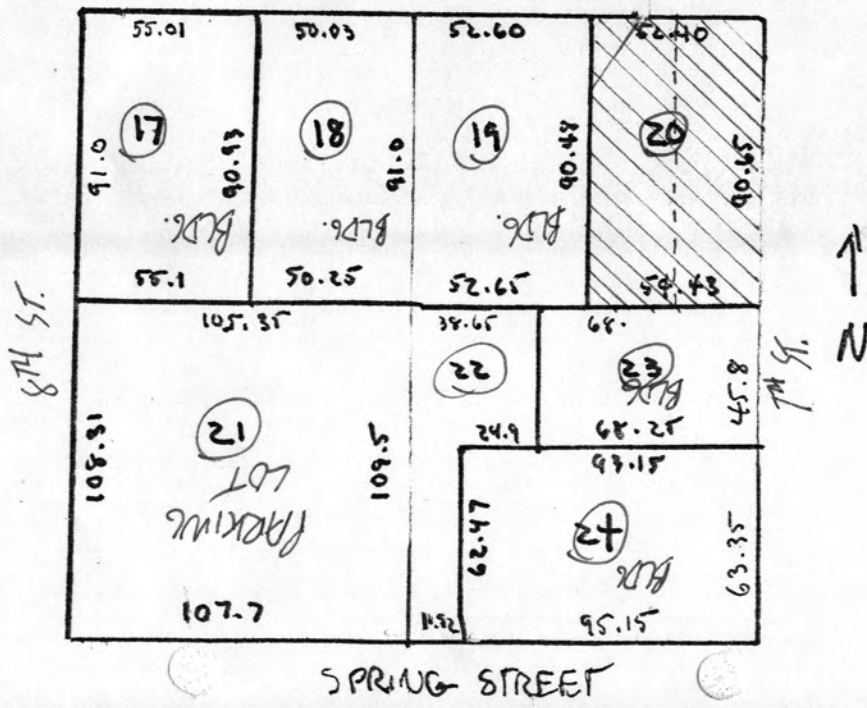 55.01 50.03 52.60 52.40
17 18 19 20
91.0 90.93 91.0 90.48 90.65
BLDG. BLDG BLDG.
55.1 50.25 52.65 54.43
8TH ST.
7TH ST.
N
105.35 38.65 68.
22 23
BLDG
45.8
24.9 68.25
21
PARKING
LOT
108.31 109.5
93.15
62.47
24
BLDG
63.35
107.7 95.15
SPRING STREET